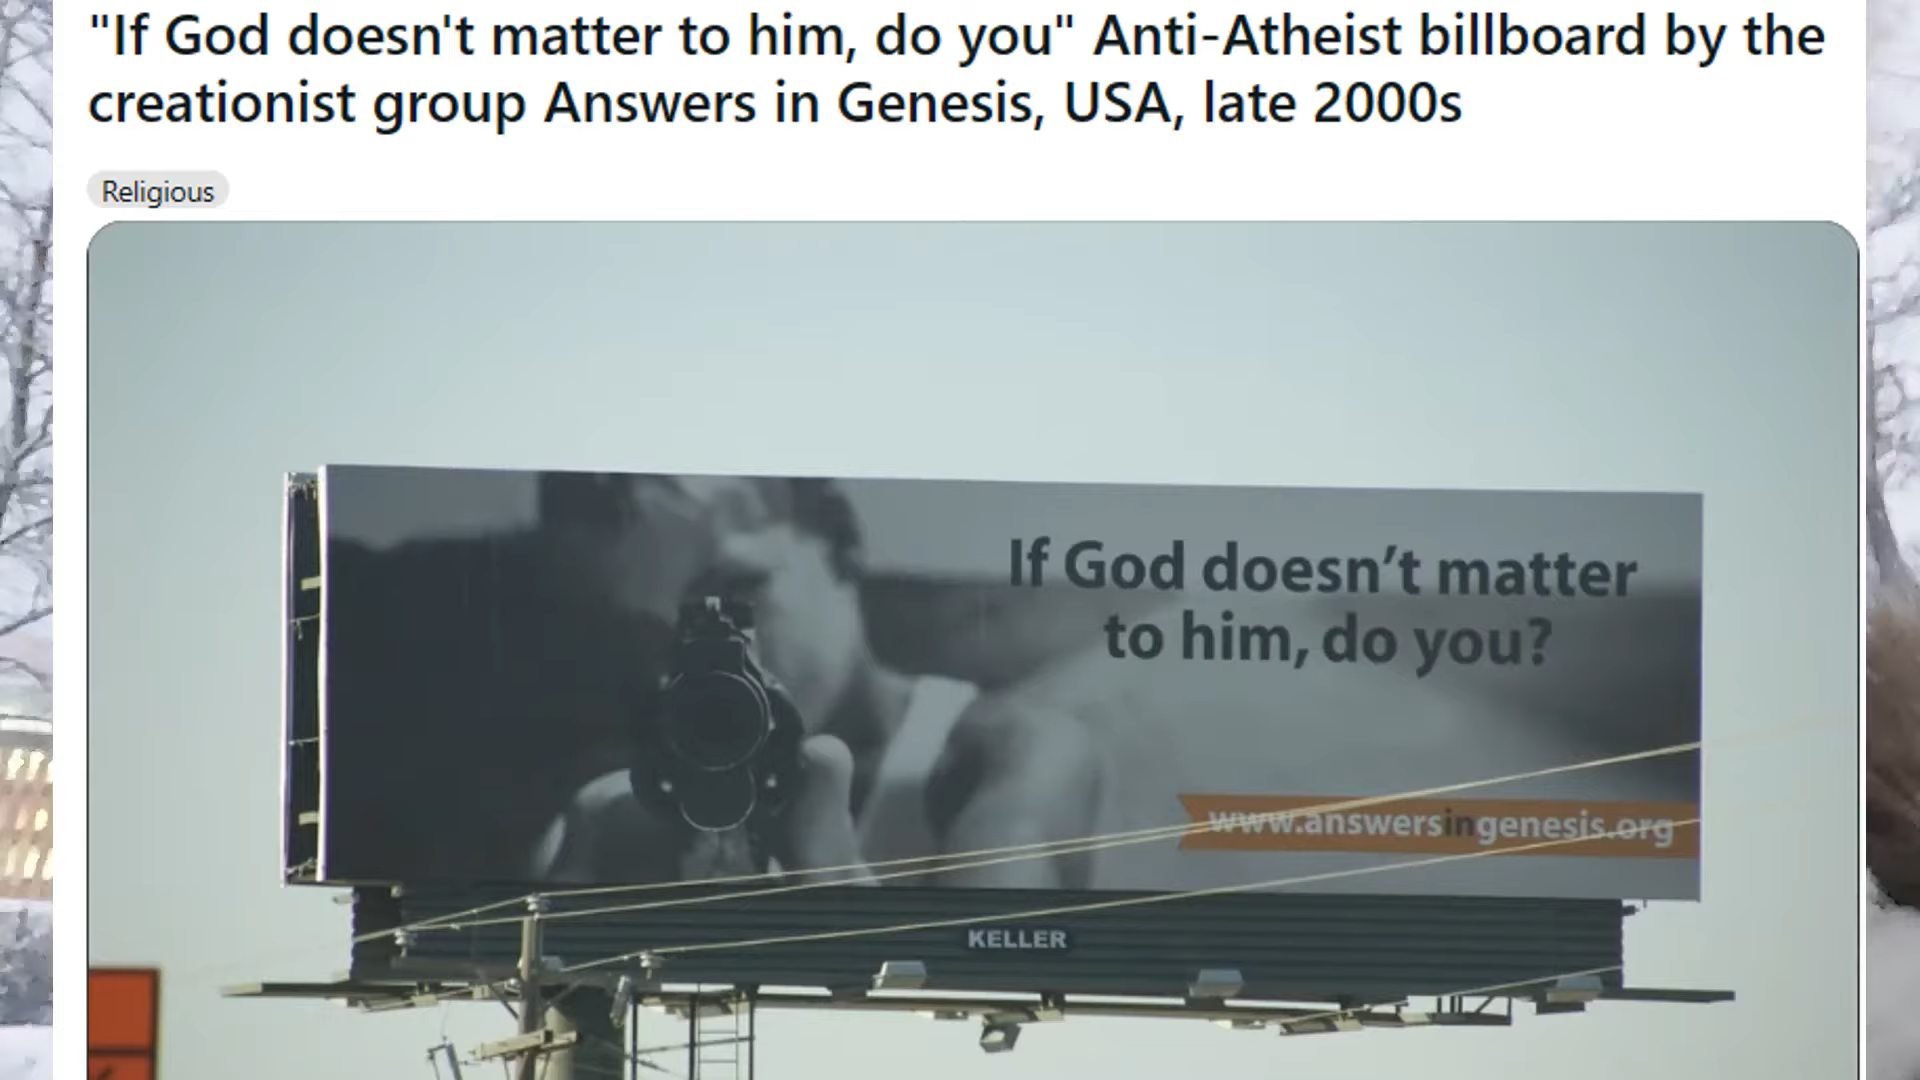 "If God doesn't matter to him, do you" Anti-Atheist billboard by the
creationist group Answers in Genesis, USA, late 2000s
Religious
If God doesn't matter
to him, do you?
www.answersingenesis.org
KELLER